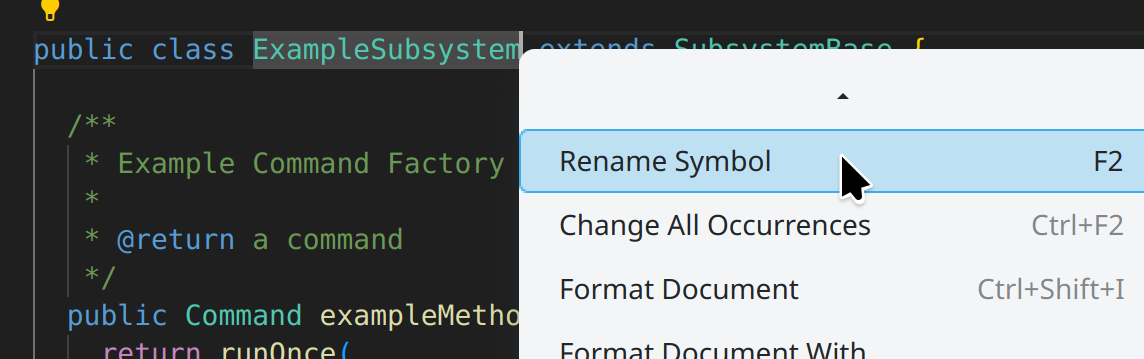 public class ExampleSubsystem extends SubsystemBase {
/**
* Example Command Factory
*
* @return a command
*/
public Command exampleMetho
return runOnce(
Rename Symbol F2
Change All Occurrences Ctrl+F2
Format Document Ctrl+Shift+I
Format Document With